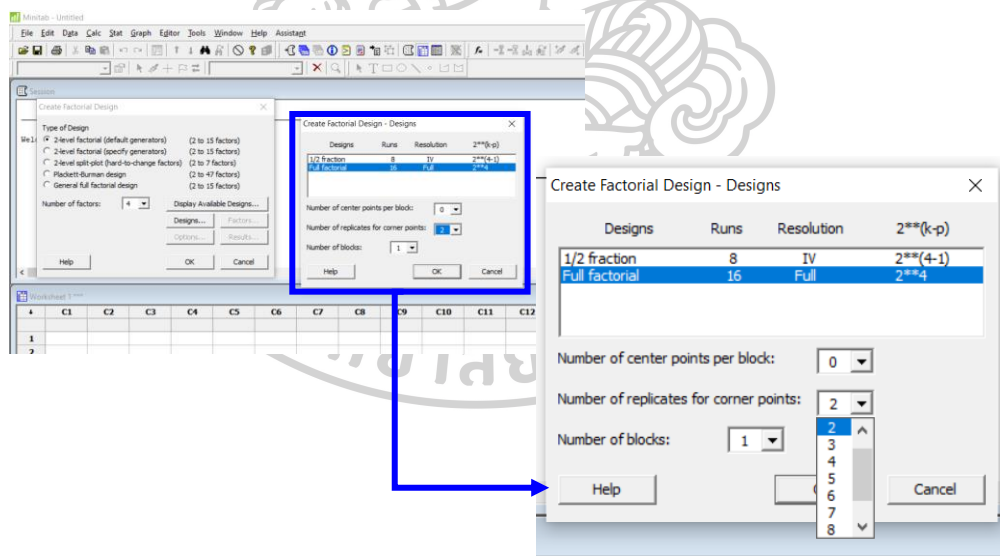 Minitab - Untitled
File Edit Data Calc Stat Graph Editor Tools Window Help Assistant
Session
Create Factorial Design
Type of Design
2-level factorial (default generators) (2 to 15 factors)
2-level factorial (specify generators) (2 to 15 factors)
2-level split-plot (hard-to-change factors) (2 to 7 factors)
Plackett-Burman design (2 to 47 factors)
General full factorial design (2 to 15 factors)
Number of factors: 4 Display Available Designs...
Designs... Factors...
Options... Results...
Help OK Cancel
Create Factorial Design - Designs
Designs Runs Resolution 2**(k-p)
1/2 fraction 8 IV 2**(4-1)
Full factorial 16 Full 2**4
Number of center points per block: 0
Number of replicates for corner points: 2
Number of blocks: 1
Help OK Cancel
Worksheet 1 ***
C1 C2 C3 C4 C5 C6 C7 C8 C9 C10 C11 C12
1
2
Create Factorial Design - Designs
Designs Runs Resolution 2**(k-p)
1/2 fraction 8 IV 2**(4-1)
Full factorial 16 Full 2**4
Number of center points per block: 0
Number of replicates for corner points: 2
2
3
4
5
6
7
8
Number of blocks: 1
Help Cancel